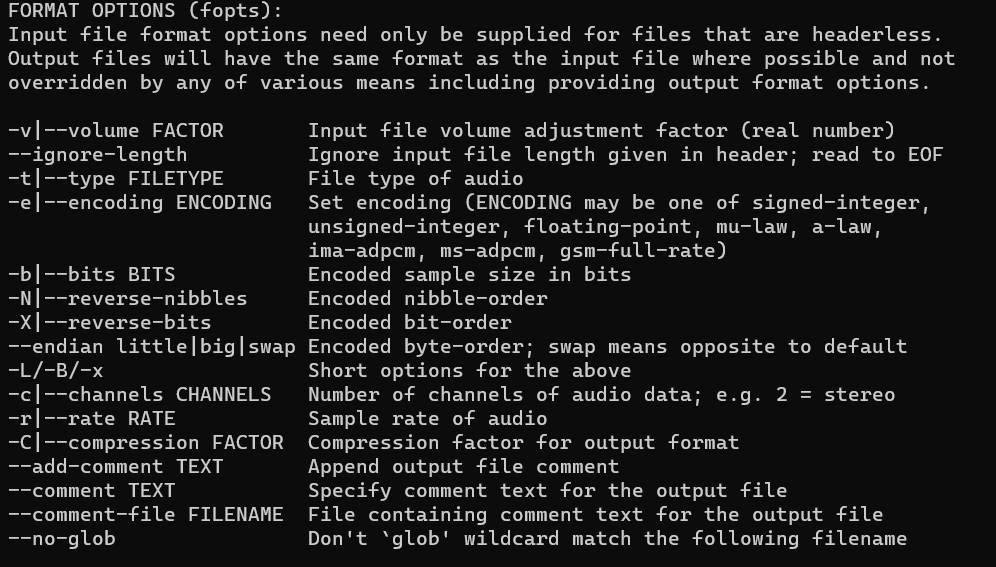 FORMAT OPTIONS (fopts):
Input file format options need only be supplied for files that are headerless.
Output files will have the same format as the input file where possible and not
overridden by any of various means including providing output format options.

-v|--volume FACTOR       Input file volume adjustment factor (real number)
--ignore-length          Ignore input file length given in header; read to EOF
-t|--type FILETYPE       File type of audio
-e|--encoding ENCODING   Set encoding (ENCODING may be one of signed-integer,
                         unsigned-integer, floating-point, mu-law, a-law,
                         ima-adpcm, ms-adpcm, gsm-full-rate)
-b|--bits BITS           Encoded sample size in bits
-N|--reverse-nibbles     Encoded nibble-order
-X|--reverse-bits        Encoded bit-order
--endian little|big|swap Encoded byte-order; swap means opposite to default
-L/-B/-x                 Short options for the above
-c|--channels CHANNELS   Number of channels of audio data; e.g. 2 = stereo
-r|--rate RATE           Sample rate of audio
-C|--compression FACTOR  Compression factor for output format
--add-comment TEXT       Append output file comment
--comment TEXT           Specify comment text for the output file
--comment-file FILENAME  File containing comment text for the output file
--no-glob                Don't `glob' wildcard match the following filename